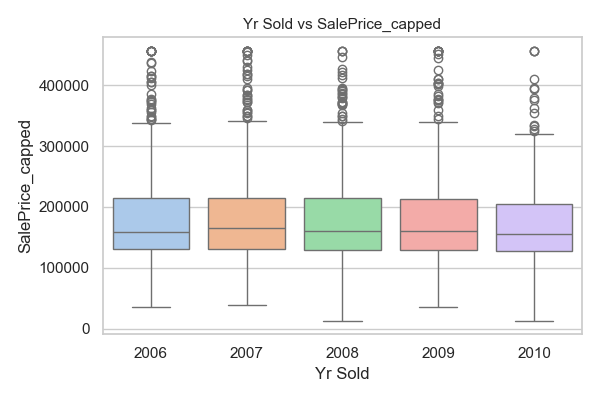 Yr Sold vs SalePrice_capped
SalePrice_capped
400000
300000
200000
100000
0
2006 2007 2008 2009 2010
Yr Sold